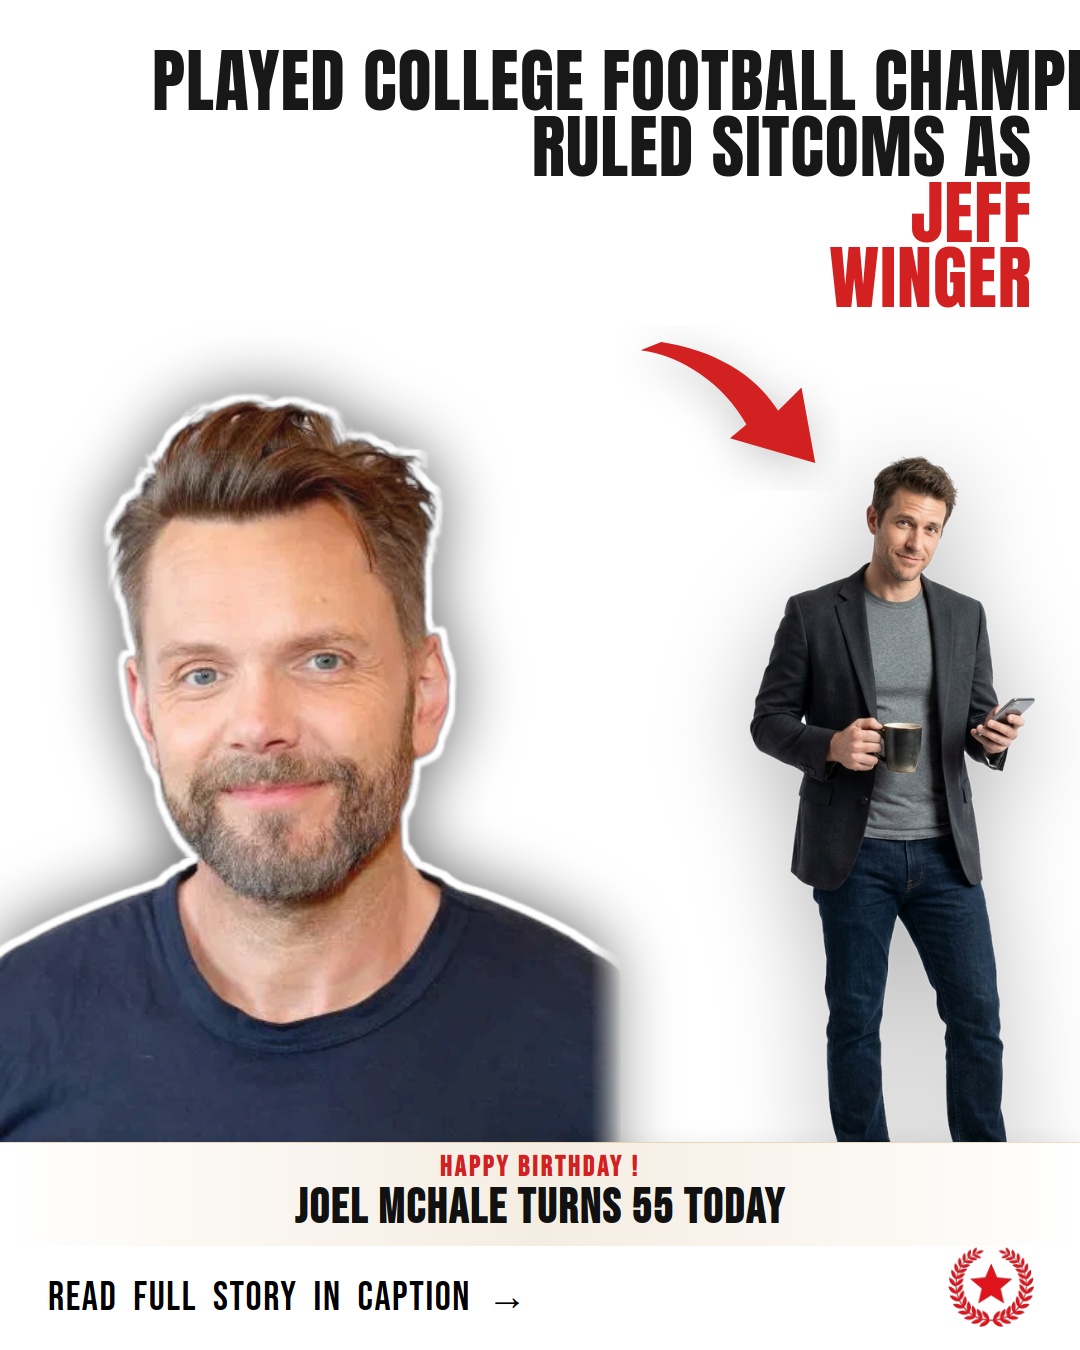 PLAYED COLLEGE FOOTBALL CHAMPI
RULED SITCOMS AS
JEFF
WINGER
HAPPY BIRTHDAY !
JOEL MCHALE TURNS 55 TODAY
READ FULL STORY IN CAPTION →